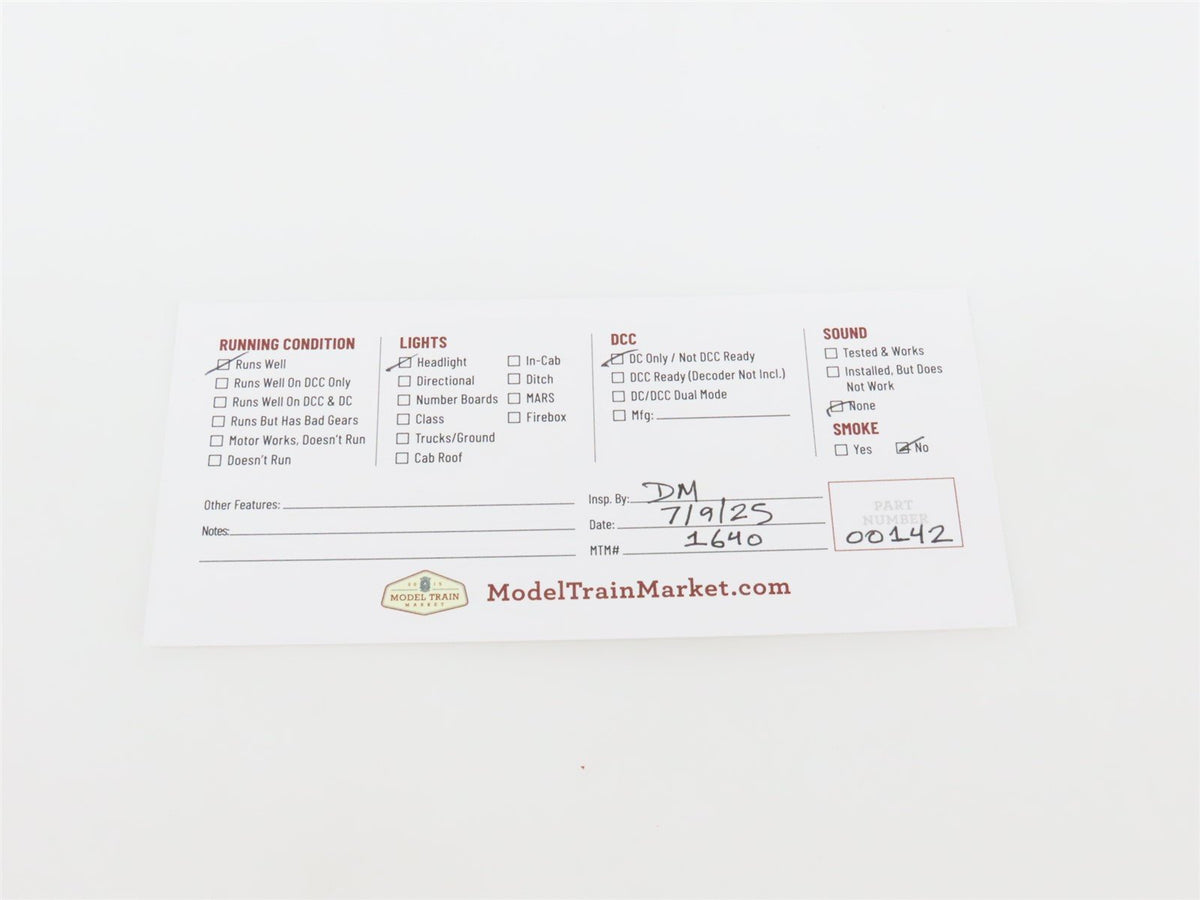 RUNNING CONDITION
Runs Well
Runs Well On DCC Only
Runs Well On DCC & DC
Runs But Has Bad Gears
Motor Works, Doesn't Run
Doesn't Run
LIGHTS
Headlight
Directional
Number Boards
Class
Trucks/Ground
Cab Roof
In-Cab
Ditch
MARS
Firebox
DCC
DC Only / Not DCC Ready
DCC Ready (Decoder Not Incl.)
DC/DCC Dual Mode
Mfg:
SOUND
Tested & Works
Installed, But Does
Not Work
None
SMOKE
Yes No
Other Features:
Notes:
Insp. By: DM
Date: 7/9/25
MTM# 1640
PART
NUMBER
00142
2015
MODEL TRAIN
MARKET
ModelTrainMarket.com